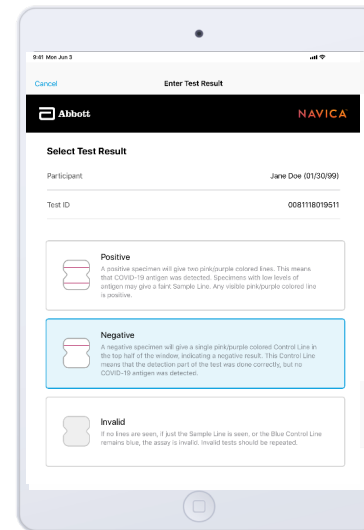 9:41 Mon Jun 3
Cancel
Enter Test Result
Abbott
NAVICA
Select Test Result
Participant
Jane Doe (01/30/99)
Test ID
0081118019511
Positive
A positive specimen will give two pink/purple colored lines. This means
that COVID-19 antigen was detected. Specimens with low levels of
antigen may give a faint Sample Line. Any visible pink/purple colored line
is positive.
Negative
A negative specimen will give a single pink/purple colored Control Line in
the top half of the window, indicating a negative result. This Control Line
means that the detection part of the test was done correctly, but no
COVID-19 antigen was detected.
Invalid
If no lines are seen, if just the Sample Line is seen, or the Blue Control Line
remains blue, the assay is invalid. Invalid tests should be repeated.